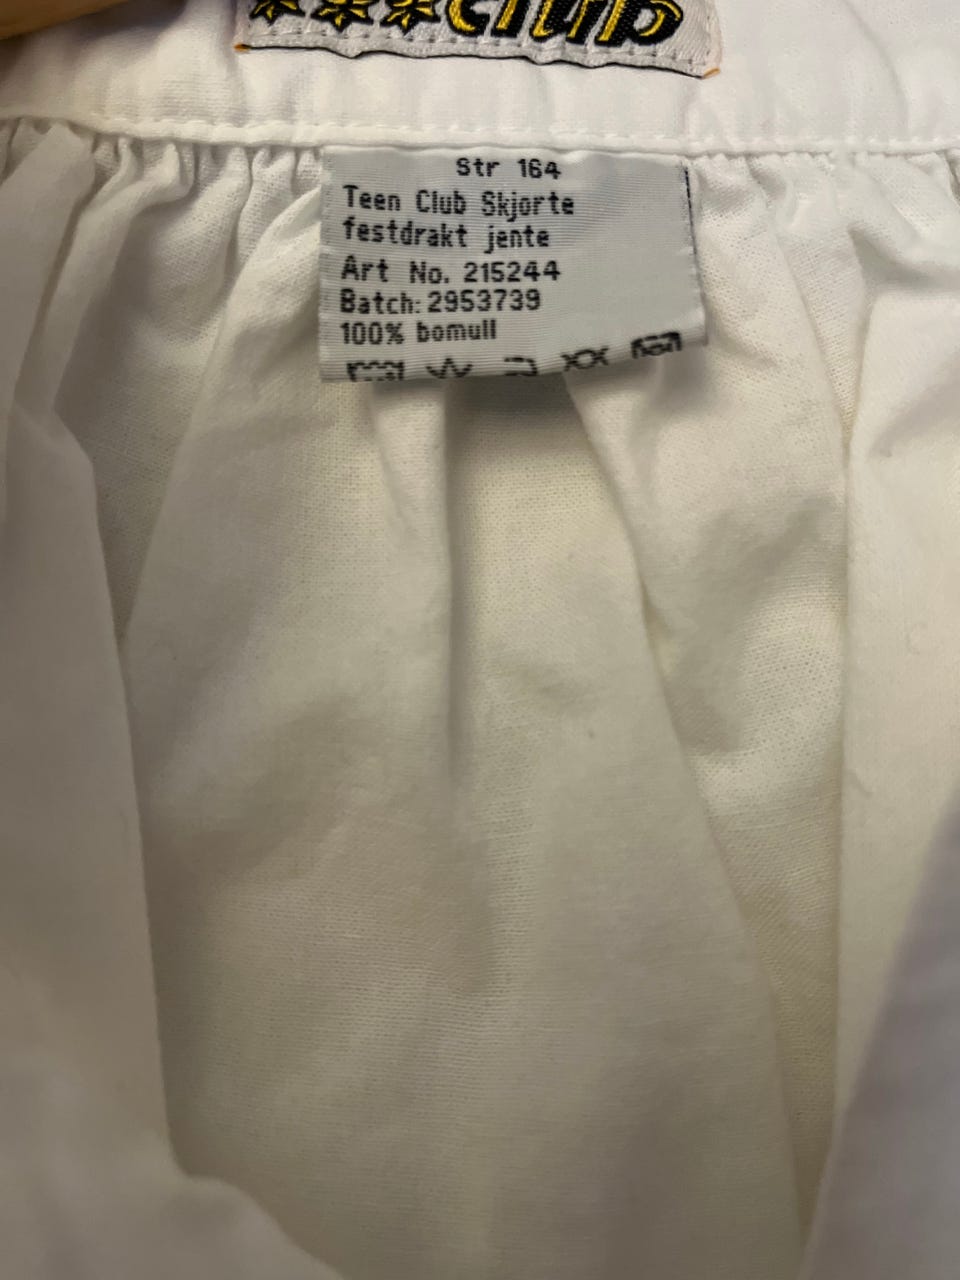 club
Str 164
Teen Club Skjorte
festdrakt jente
Art No. 215244
Batch: 2953739
100% bomull